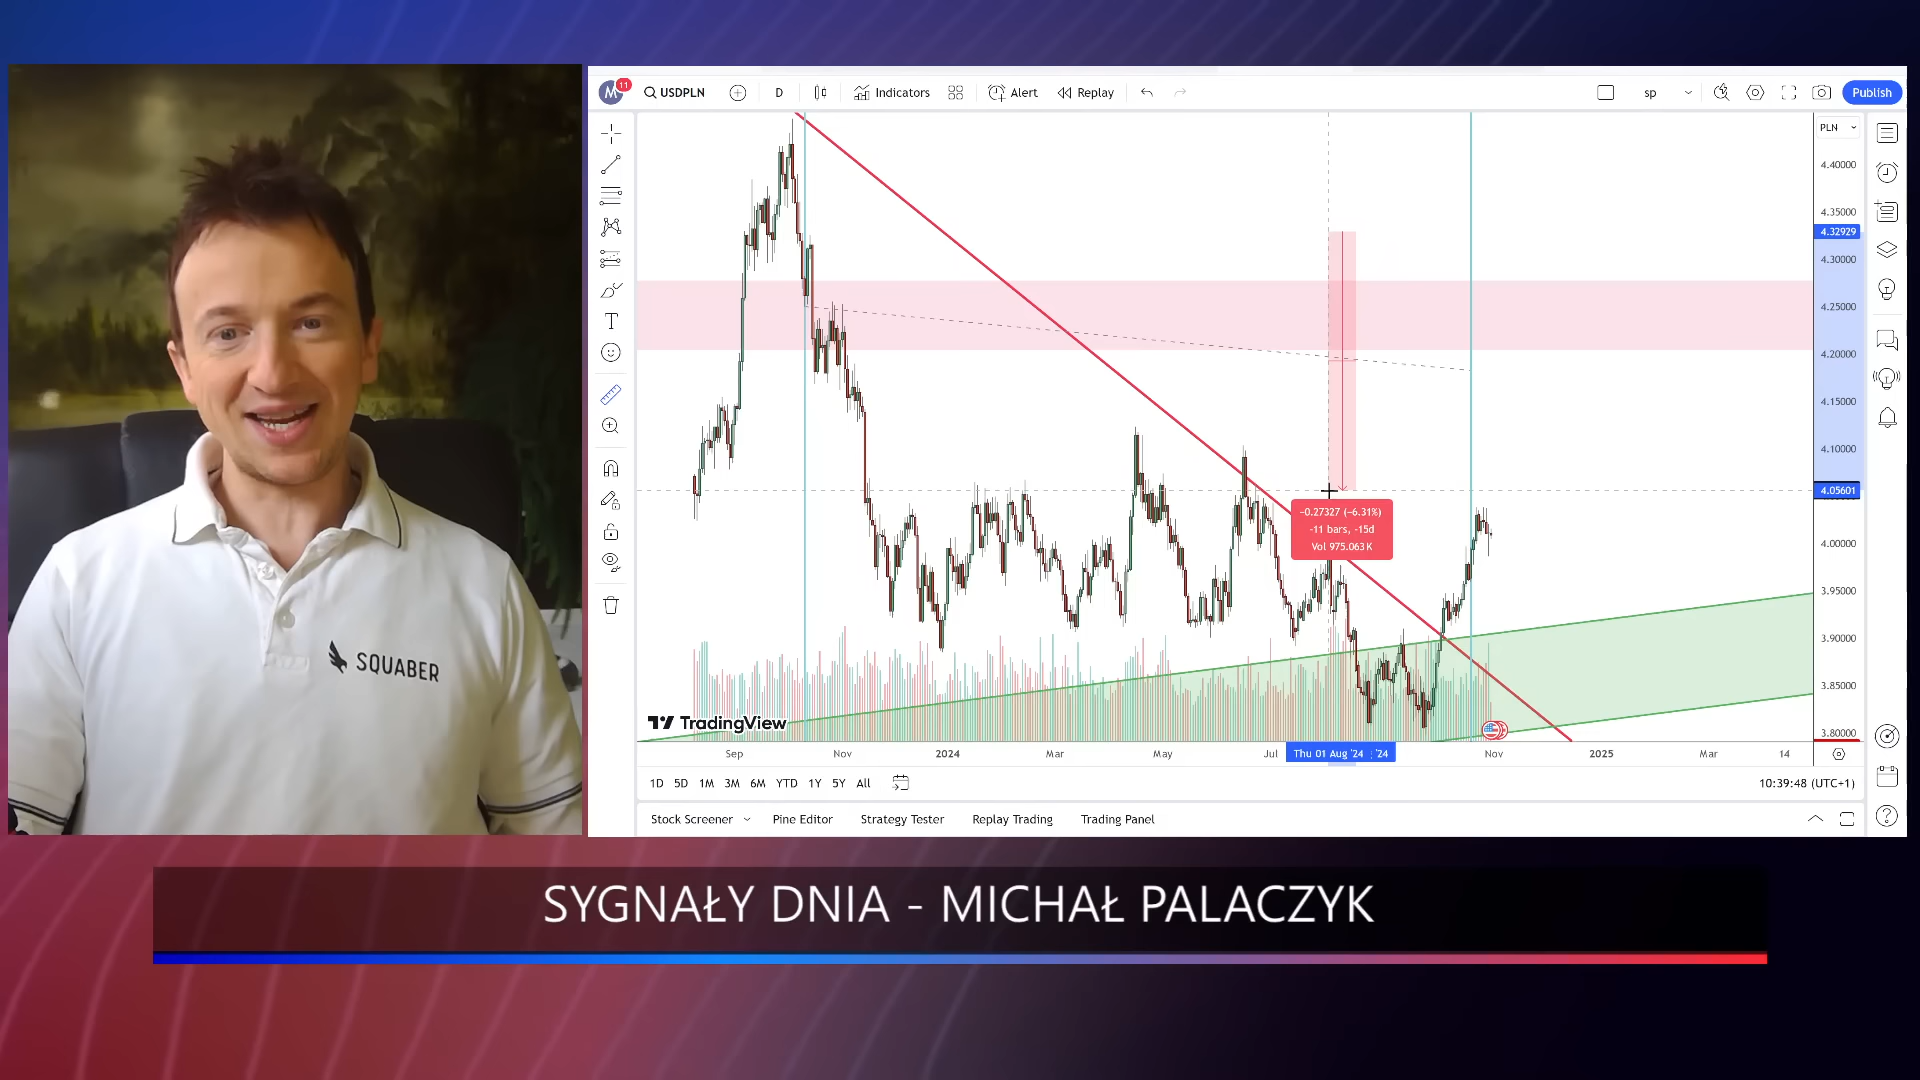 M
11
USDPLN
D
Indicators
Alert
Replay
sp
Publish
PLN
4.40000
4.35000
4.32929
4.30000
4.25000
4.20000
4.15000
4.10000
4.05601
4.00000
3.95000
3.90000
3.85000
3.80000
−0.27327 (−6.31%)
-11 bars, -15d
Vol 975.063 K
SQUABER
TradingView
Sep
Nov
2024
Mar
May
Jul
Thu 01 Aug '24
'24
Nov
2025
Mar
14
1D 5D 1M 3M 6M YTD 1Y 5Y All
10:39:48 (UTC+1)
Stock Screener
Pine Editor
Strategy Tester
Replay Trading
Trading Panel
SYGNAŁY DNIA - MICHAŁ PALACZYK